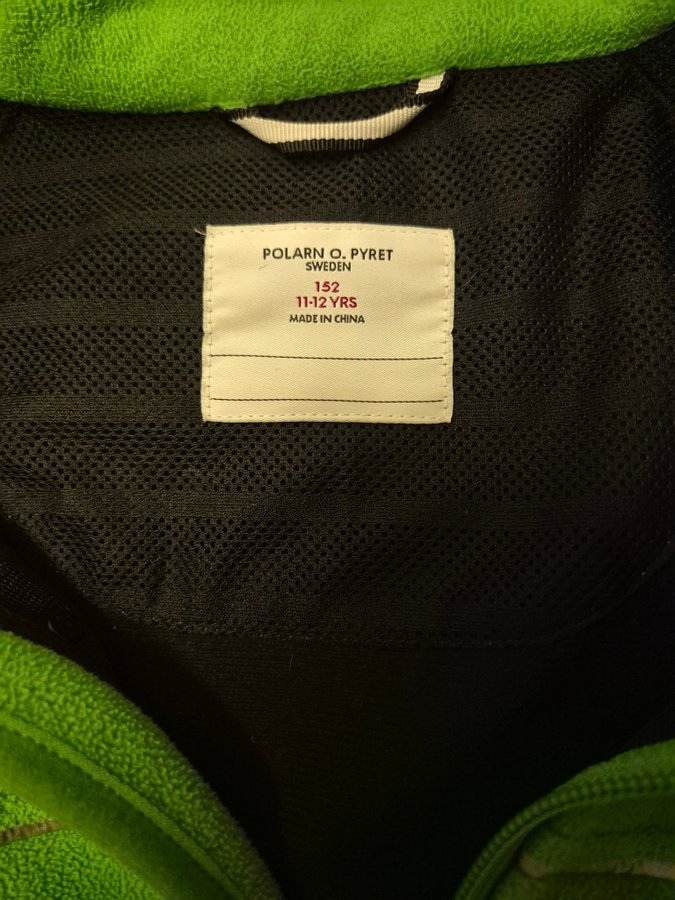 POLARN O. PYRET
SWEDEN
152
11-12 YRS
MADE IN CHINA